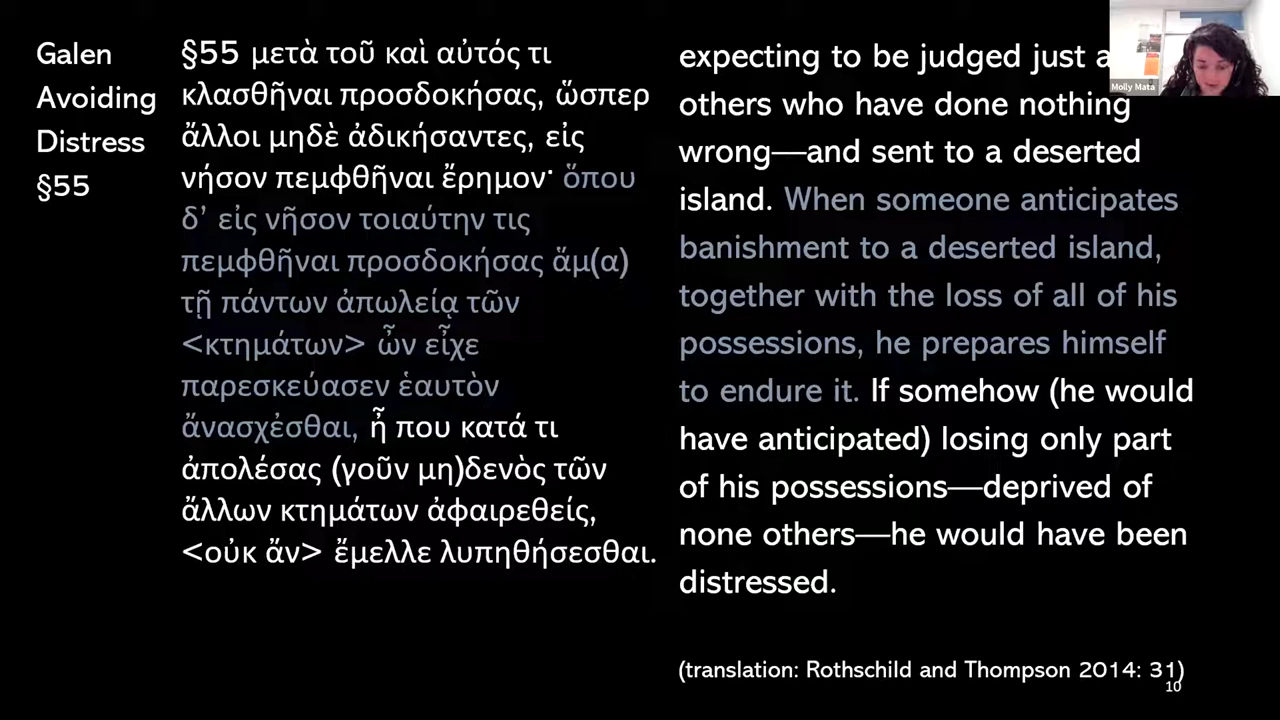 Galen
Avoiding
Distress
§55
§55 μετὰ τοῦ καὶ αὐτός τι
κλασθῆναι προσδοκήσας, ὥσπερ
ἄλλοι μηδὲ ἀδικήσαντες, εἰς
νήσον πεμφθῆναι ἔρημον· ὅπου
δ’ εἰς νῆσον τοιαύτην τις
πεμφθῆναι προσδοκήσας ἅμ(α)
τῇ πάντων ἀπωλείᾳ τῶν
<κτημάτων> ὧν εἶχε
παρεσκεύασεν ἑαυτὸν
ἄνασχἐσθαι, ἦ που κατά τι
ἀπολέσας (γοῦν μη)δενὸς τῶν
ἄλλων κτημάτων ἀφαιρεθείς,
<οὐκ ἄν> ἔμελλε λυπηθήσεσθαι.
expecting to be judged just
others who have done nothing
wrong—and sent to a deserted
island. When someone anticipates
banishment to a deserted island,
together with the loss of all of his
possessions, he prepares himself
to endure it. If somehow (he would
have anticipated) losing only part
of his possessions—deprived of
none others—he would have been
distressed.
(translation: Rothschild and Thompson 2014: 31)
10
Molly Mata